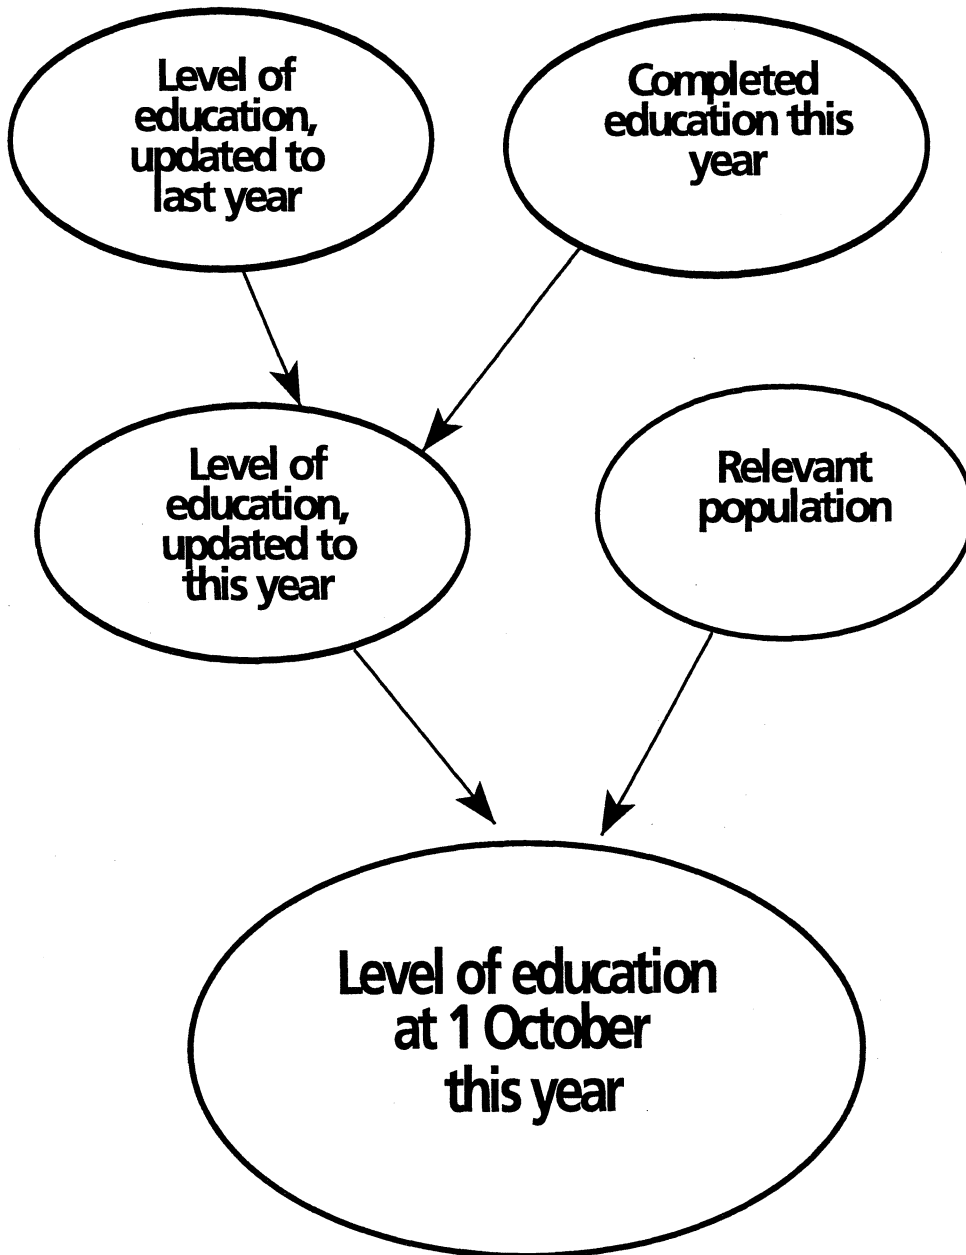 Level of
education,
updated to
last year
Completed
education this
year
Level of
education,
updated to
this year
Relevant
population
Level of education
at 1 October
this year